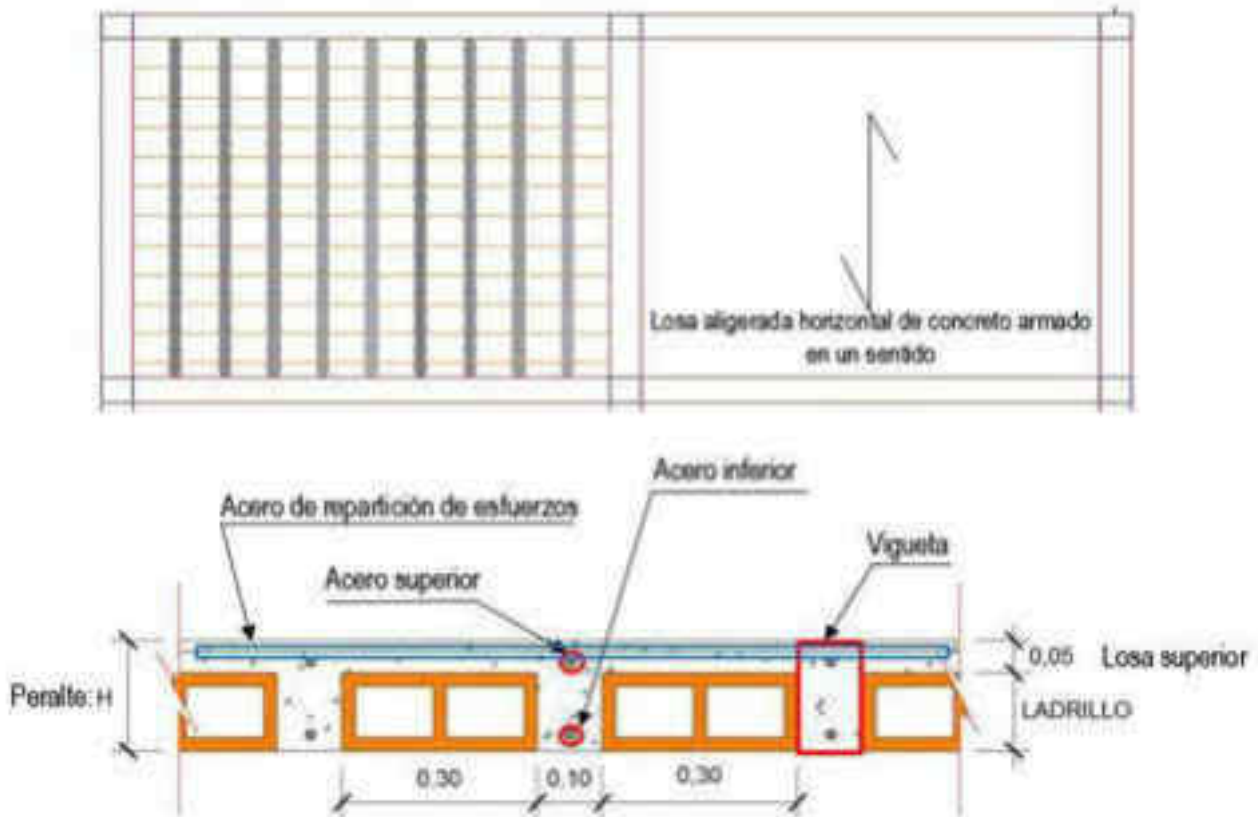 Losa aligerada horizontal de concreto armado
en un sentido
Acero inferior
Acero de repartición de esfuerzos
Vigueta
Acero superior
0,05 Losa superior
Peralte: H
LADRILLO
0,30 0,10 0,30